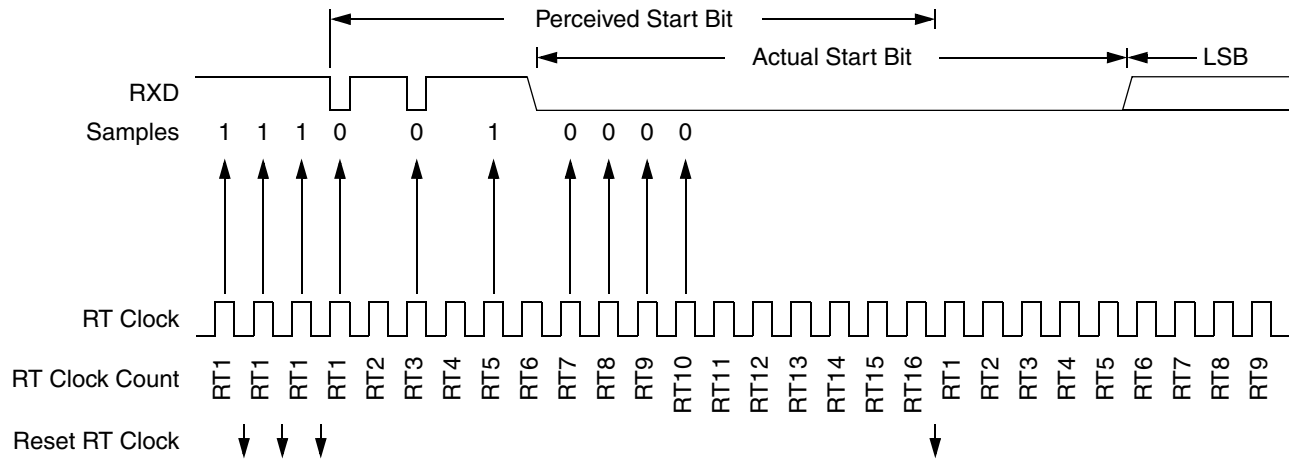 Perceived Start Bit
Actual Start Bit
LSB
RXD
Samples 1 1 1 0 0 1 0 0 0 0
RT Clock
RT Clock Count RT1 RT1 RT1 RT1 RT2 RT3 RT4 RT5 RT6 RT7 RT8 RT9 RT10 RT11 RT12 RT13 RT14 RT15 RT16 RT1 RT2 RT3 RT4 RT5 RT6 RT7 RT8 RT9
Reset RT Clock